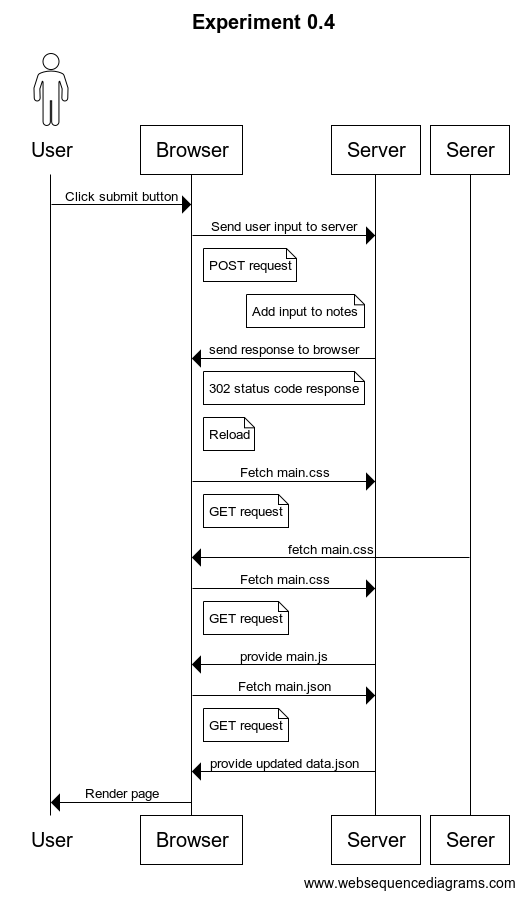 Experiment 0.4
User
Browser
Server
Serer
Click submit button
Send user input to server
POST request
Add input to notes
send response to browser
302 status code response
Reload
Fetch main.css
GET request
fetch main.css
Fetch main.css
GET request
provide main.js
Fetch main.json
GET request
provide updated data.json
Render page
User
Browser
Server
Serer
www.websequencediagrams.com